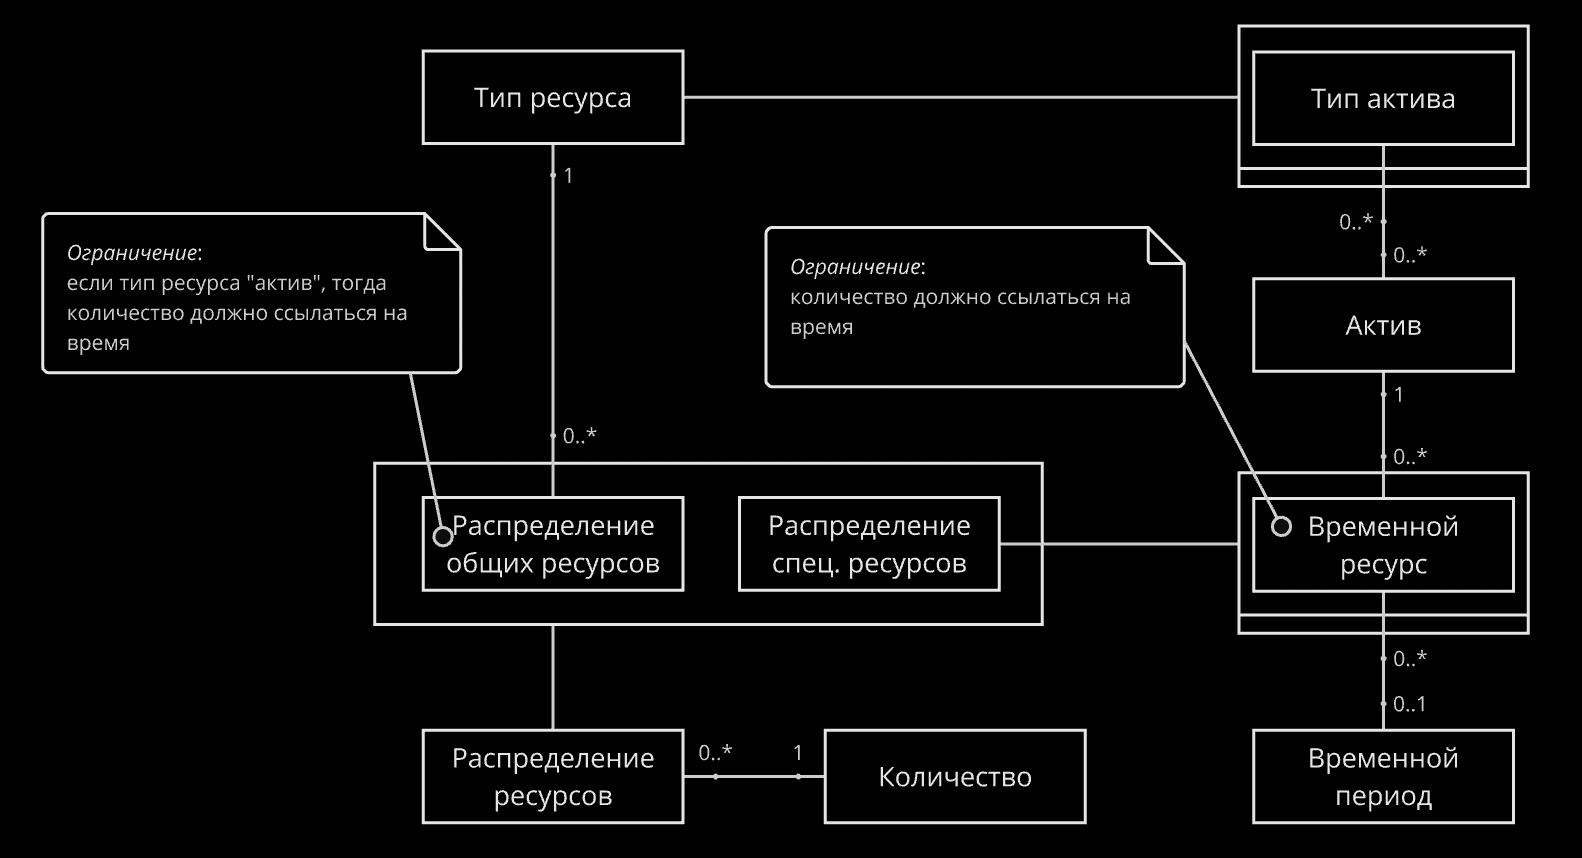 Тип ресурса
Тип актива
1
0..*
0..*
Ограничение:
если тип ресурса "актив", тогда
количество должно ссылаться на
время
Ограничение:
количество должно ссылаться на
время
Актив
1
0..*
0..*
Распределение
общих ресурсов
Распределение
спец. ресурсов
Временной
ресурс
0..*
0..1
Распределение
ресурсов
0..*
1
Количество
Временной
период